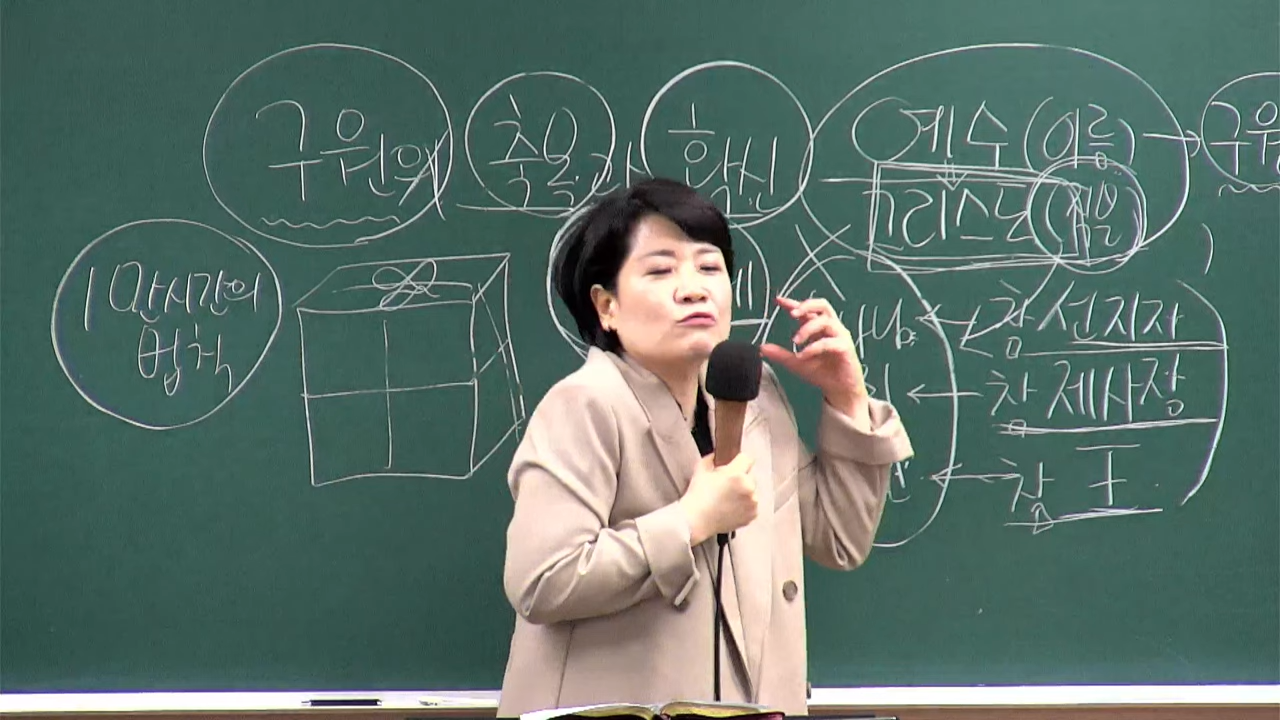 구원의 축복과 확신 예수(이름) → 구원
그리스도(직분)
1만시간의
법칙
참 선지자
참 제사장
참 王